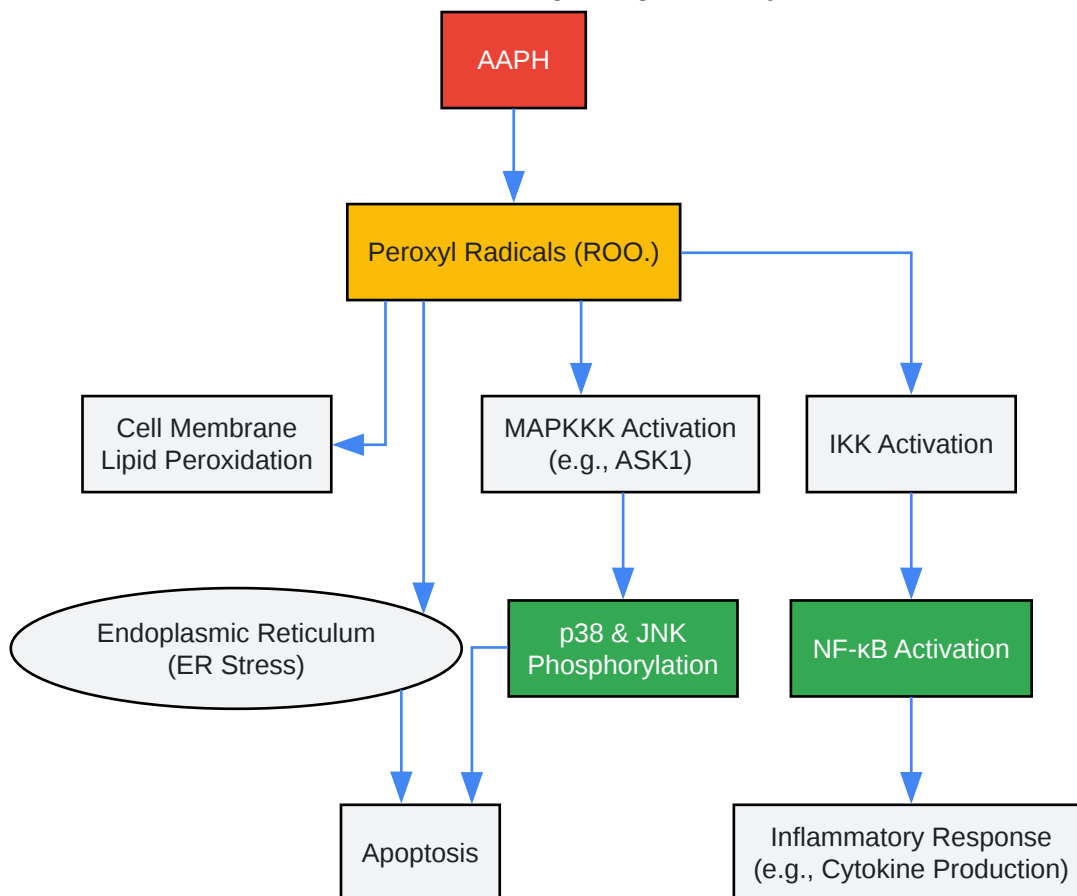 AAPH
Peroxyl Radicals (ROO.)
Cell Membrane
Lipid Peroxidation
MAPKKK Activation
(e.g., ASK1)
IKK Activation
Endoplasmic Reticulum
(ER Stress)
p38 & JNK
Phosphorylation
NF-κB Activation
Apoptosis
Inflammatory Response
(e.g., Cytokine Production)